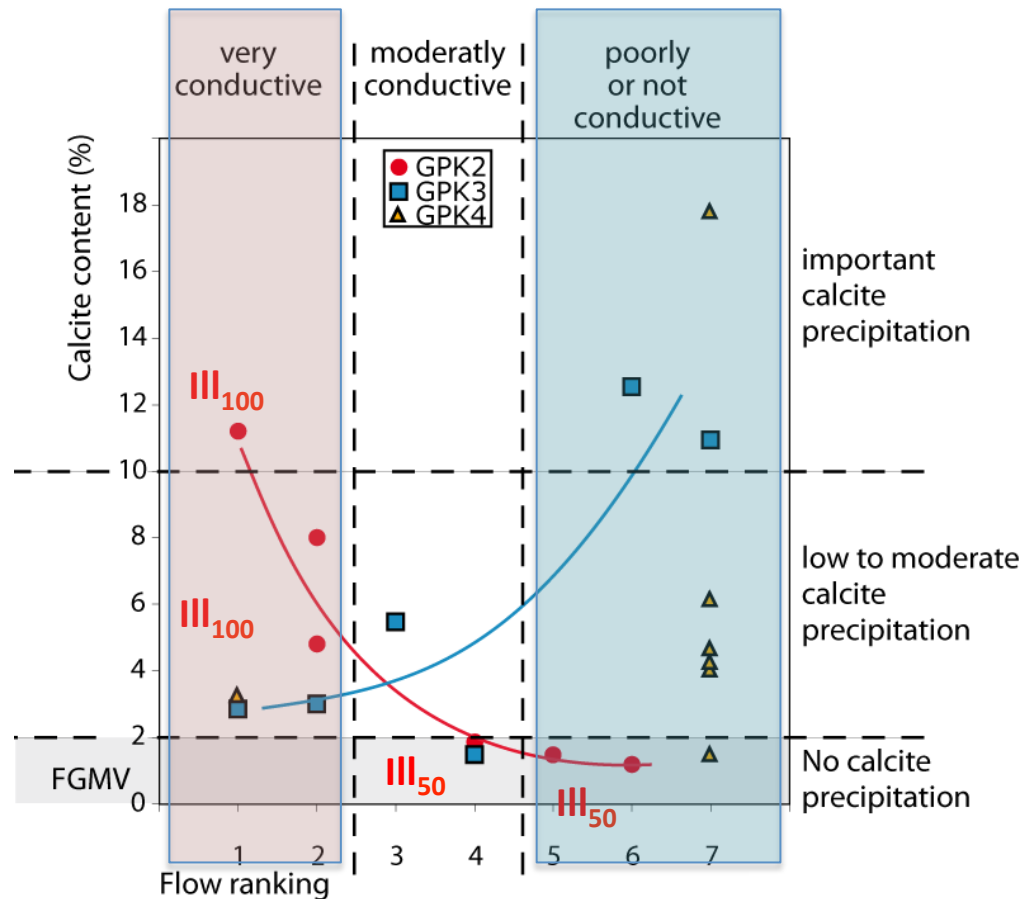 very
conductive
moderatly
conductive
poorly
or not
conductive
GPK2
GPK3
GPK4
Calcite content (%)
18
16
14
12
10
8
6
4
2
0
III100
III100
III50
III50
FGMV
important
calcite
precipitation
low to moderate
calcite
precipitation
No calcite
precipitation
1 2 3 4 5 6 7
Flow ranking